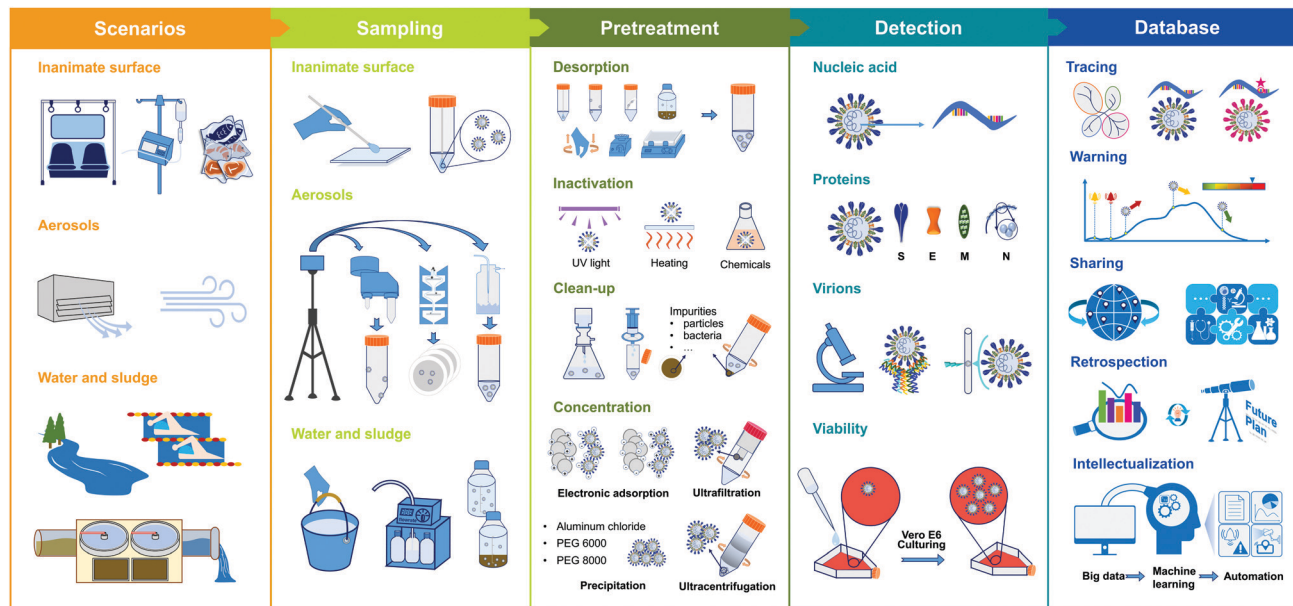 Scenarios
Sampling
Pretreatment
Detection
Database
Inanimate surface
Aerosols
Water and sludge
Inanimate surface
Aerosols
Water and sludge
Desorption
Inactivation
UV light
Heating
Chemicals
Clean-up
Impurities
• particles
• bacteria
• ...
Concentration
Electronic adsorption
Ultrafiltration
• Aluminum chloride
• PEG 6000
• PEG 8000
Precipitation
Ultracentrifugation
Nucleic acid
Proteins
S
E
M
N
Virions
Viability
Vero E6
Culturing
Tracing
Warning
Sharing
Retrospection
Future
Plan
Intellectualization
Big data
Machine
learning
Automation